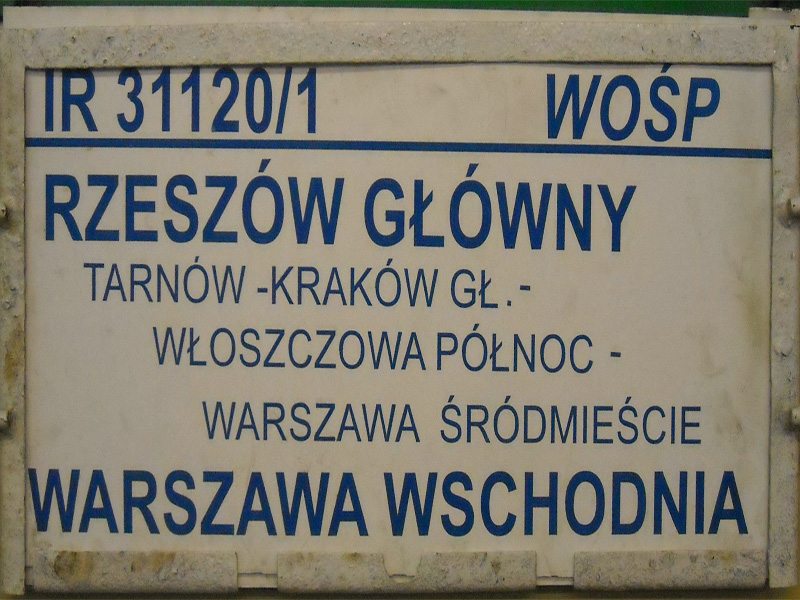 IR 31120/1 WOŚP
RZESZÓW GŁÓWNY
TARNÓW -KRAKÓW GŁ.-
WŁOSZCZOWA PÓŁNOC -
WARSZAWA ŚRÓDMIEŚCIE
WARSZAWA WSCHODNIA